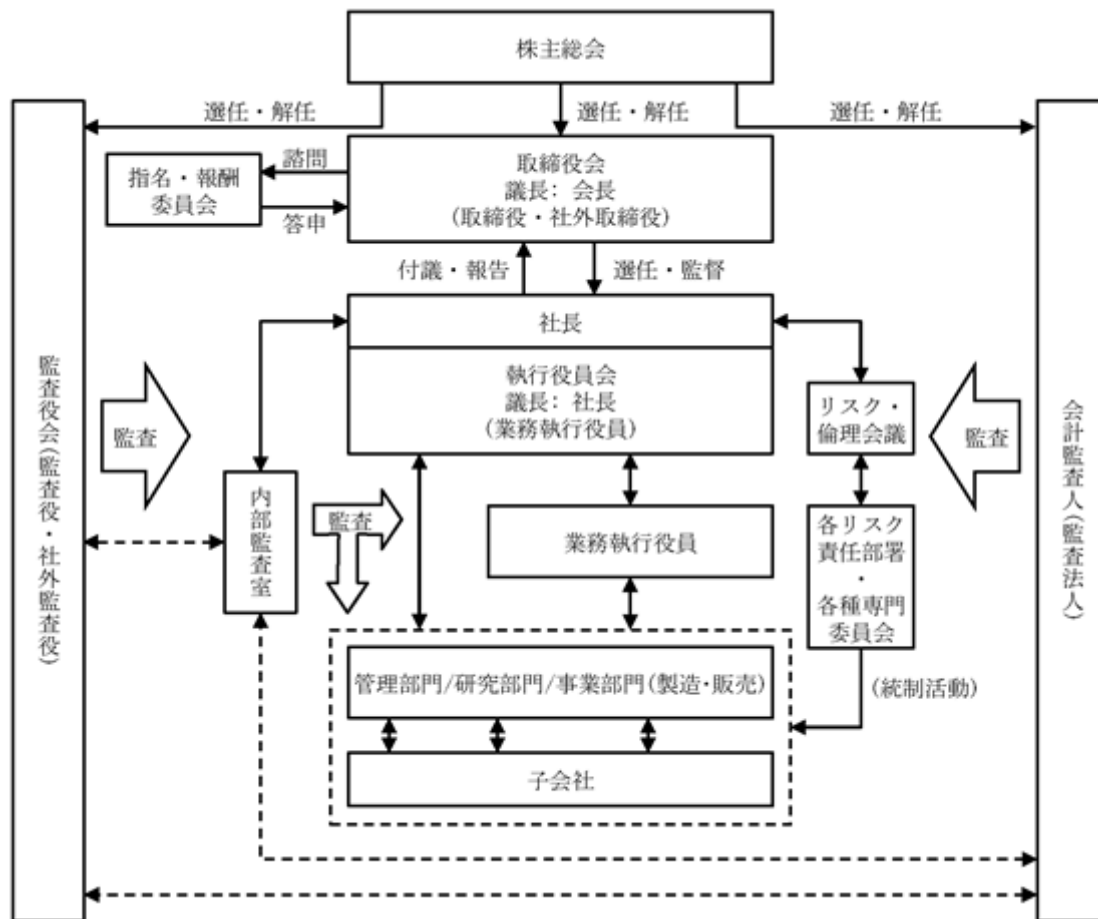 株主総会
選任・解任
選任・解任
選任・解任
諮問
指名・報酬
委員会
答申
取締役会
議長: 会長
(取締役・社外取締役)
付議・報告
選任・監督
社長
執行役員会
議長: 社長
(業務執行役員)
リスク・
倫理会議
監査
監査
監査役会(監査役・社外監査役)
会計監査人(監査法人)
内部監査室
監査
業務執行役員
各リスク
責任部署
・
各種専門
委員会
管理部門/研究部門/事業部門(製造・販売)
(統制活動)
子会社